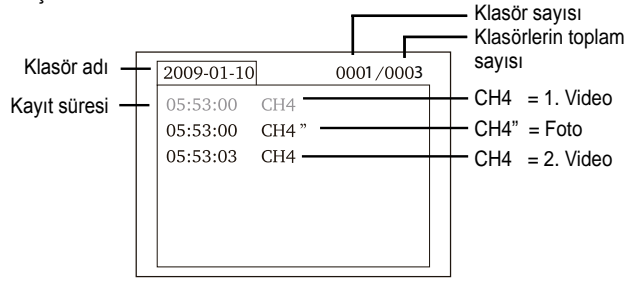 Klasör sayısı
Klasörlerin toplam
sayısı
Klasör adı
2009-01-10
0001/0003
Kayıt süresi
05:53:00 CH4
CH4 = 1. Video
05:53:00 CH4 ”
CH4” = Foto
05:53:03 CH4
CH4 = 2. Video